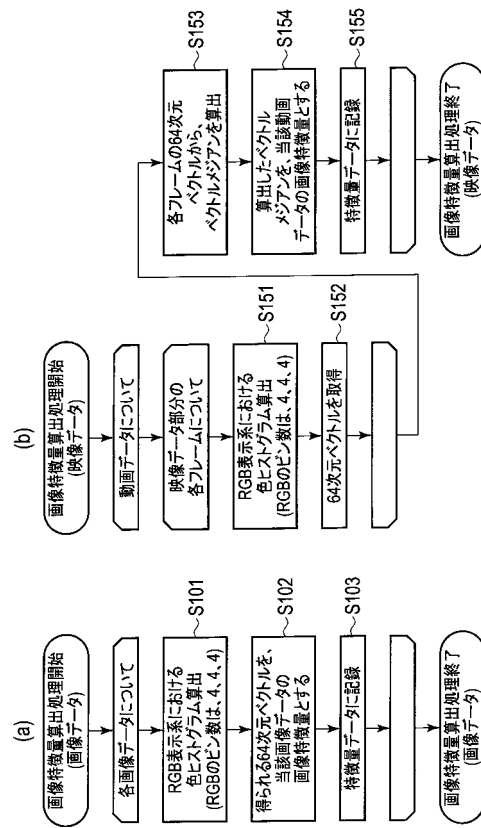 (a)
画像特徴量算出処理開始
(画像データ)
各画像データについて
RGB表示系における
色ヒストグラム算出
(RGBのビン数は、4、4、4)
S101
得られる64次元ベクトルを、
当該画像データの
画像特徴量とする
S102
特徴量データに記録
S103
画像特徴量算出処理終了
(画像データ)
(b)
画像特徴量算出処理開始
(映像データ)
動画データについて
映像データ部分の
各フレームについて
RGB表示系における
色ヒストグラム算出
(RGBのビン数は、4、4、4)
S151
64次元ベクトルを取得
S152
各フレームの64次元
ベクトルから、
ベクトルメジアンを算出
S153
算出したベクトル
メジアンを、当該動画
データの画像特徴量とする
S154
特徴量データに記録
S155
画像特徴量算出処理終了
(映像データ)